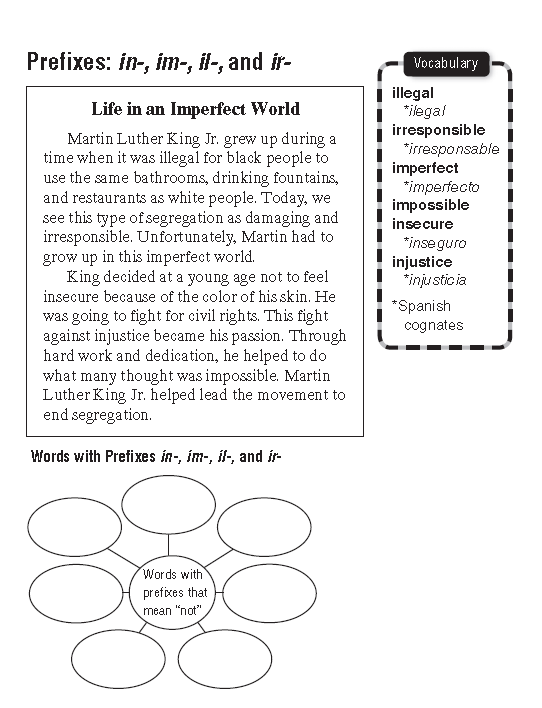 Prefixes: in-, im-, il-, and ir-
Life in an Imperfect World
Martin Luther King Jr. grew up during a
time when it was illegal for black people to
use the same bathrooms, drinking fountains,
and restaurants as white people. Today, we
see this type of segregation as damaging and
irresponsible. Unfortunately, Martin had to
grow up in this imperfect world.
King decided at a young age not to feel
insecure because of the color of his skin. He
was going to fight for civil rights. This fight
against injustice became his passion. Through
hard work and dedication, he helped to do
what many thought was impossible. Martin
Luther King Jr. helped lead the movement to
end segregation.
Vocabulary
illegal
*ilegal
irresponsible
*irresponsable
imperfect
*imperfecto
impossible
insecure
*inseguro
injustice
*injusticia
*Spanish
cognates
Words with Prefixes in-, im-, il-, and ir-
Words with
prefixes that
mean “not”